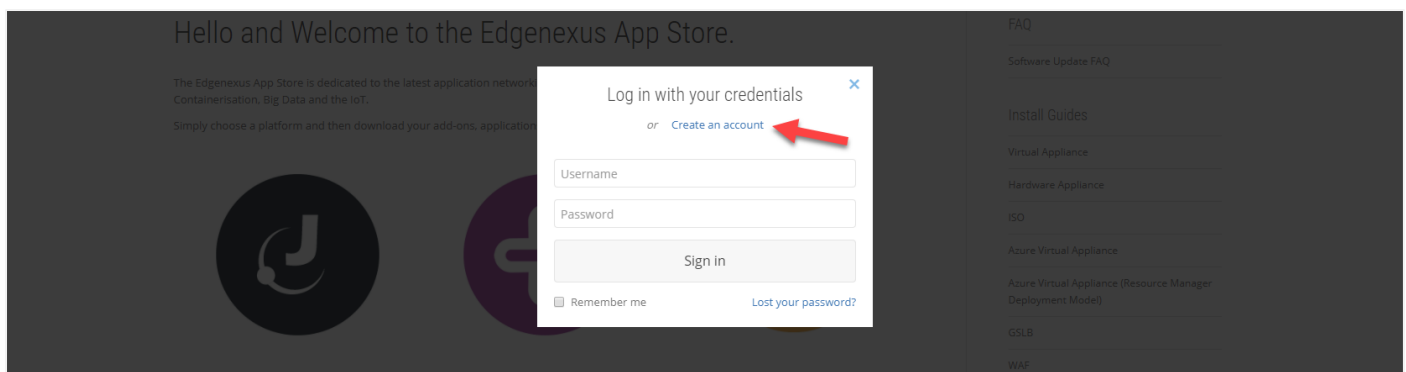 Hello and Welcome to the Edgenexus App Store.
The Edgenexus App Store is dedicated to the latest application network
Containerisation, Big Data and the IoT.
Simply choose a platform and then download your add-ons, application
Log in with your credentials
×
or Create an account
Username
Password
Sign in
Remember me
Lost your password?
FAQ
Software Update FAQ
Install Guides
Virtual Appliance
Hardware Appliance
ISO
Azure Virtual Appliance
Azure Virtual Appliance (Resource Manager
Deployment Model)
GSLB
WAF